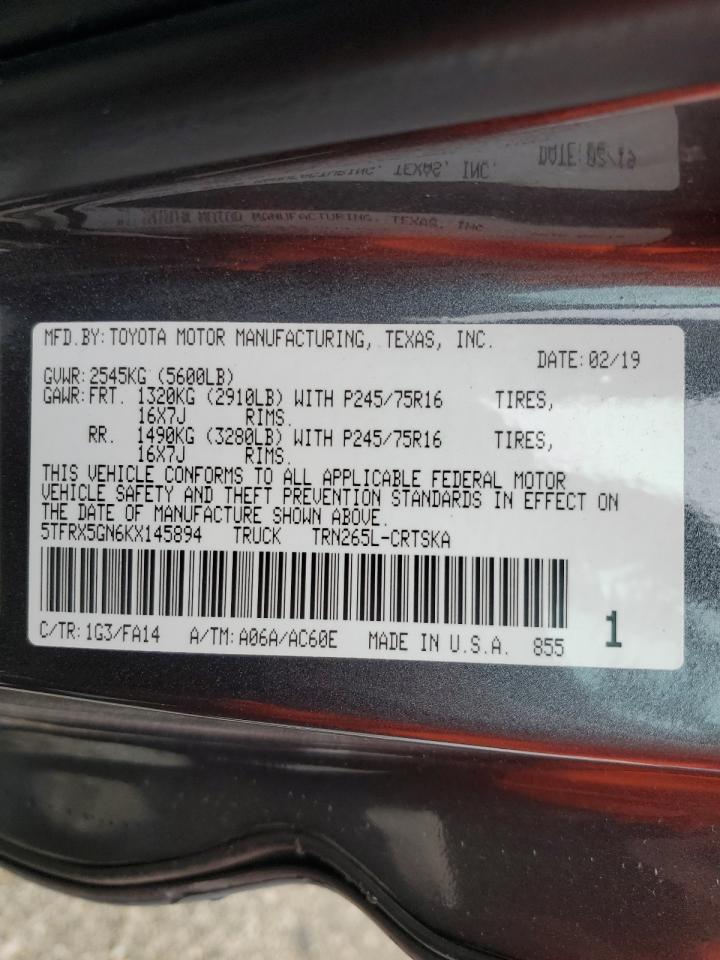 MFD.BY:TOYOTA MOTOR MANUFACTURING, TEXAS, INC.
DATE:02/19
GVWR:2545KG (5600LB)
GAWR:FRT. 1320KG (2910LB) WITH P245/75R16 TIRES,
16X7J RIMS.
RR. 1490KG (3280LB) WITH P245/75R16 TIRES,
16X7J RIMS.
THIS VEHICLE CONFORMS TO ALL APPLICABLE FEDERAL MOTOR
VEHICLE SAFETY AND THEFT PREVENTION STANDARDS IN EFFECT ON
THE DATE OF MANUFACTURE SHOWN ABOVE.
5TFRX5GN6KX145894 TRUCK TRN265L-CRTSKA
C/TR:1G3/FA14 A/TM:A06A/AC60E MADE IN U.S.A. 855
1